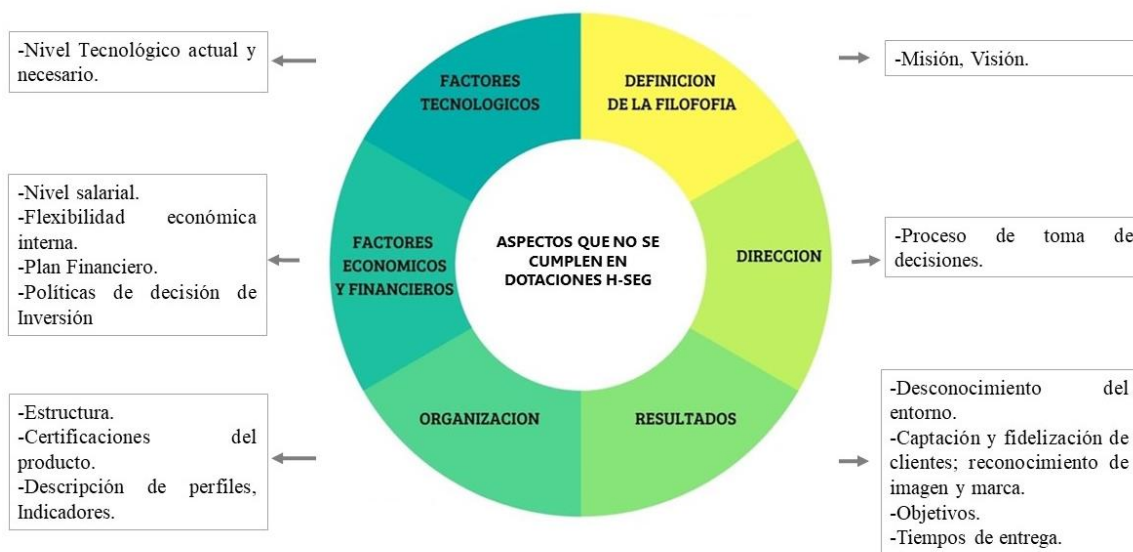 -Nivel Tecnológico actual y
necesario.
FACTORES
TECNOLOGICOS
DEFINICION
DE LA FILOFOFIA
-Misión, Visión.
-Nivel salarial.
-Flexibilidad económica
interna.
-Plan Financiero.
-Políticas de decisión de
Inversión
FACTORES
ECONOMICOS
Y FINANCIEROS
ASPECTOS QUE NO SE
CUMPLEN EN
DOTACIONES H-SEG
DIRECCION
-Proceso de toma de
decisiones.
-Estructura.
-Certificaciones del
producto.
-Descripción de perfiles,
Indicadores.
ORGANIZACION
RESULTADOS
-Desconocimiento del
entorno.
-Captación y fidelización de
clientes; reconocimiento de
imagen y marca.
-Objetivos.
-Tiempos de entrega.